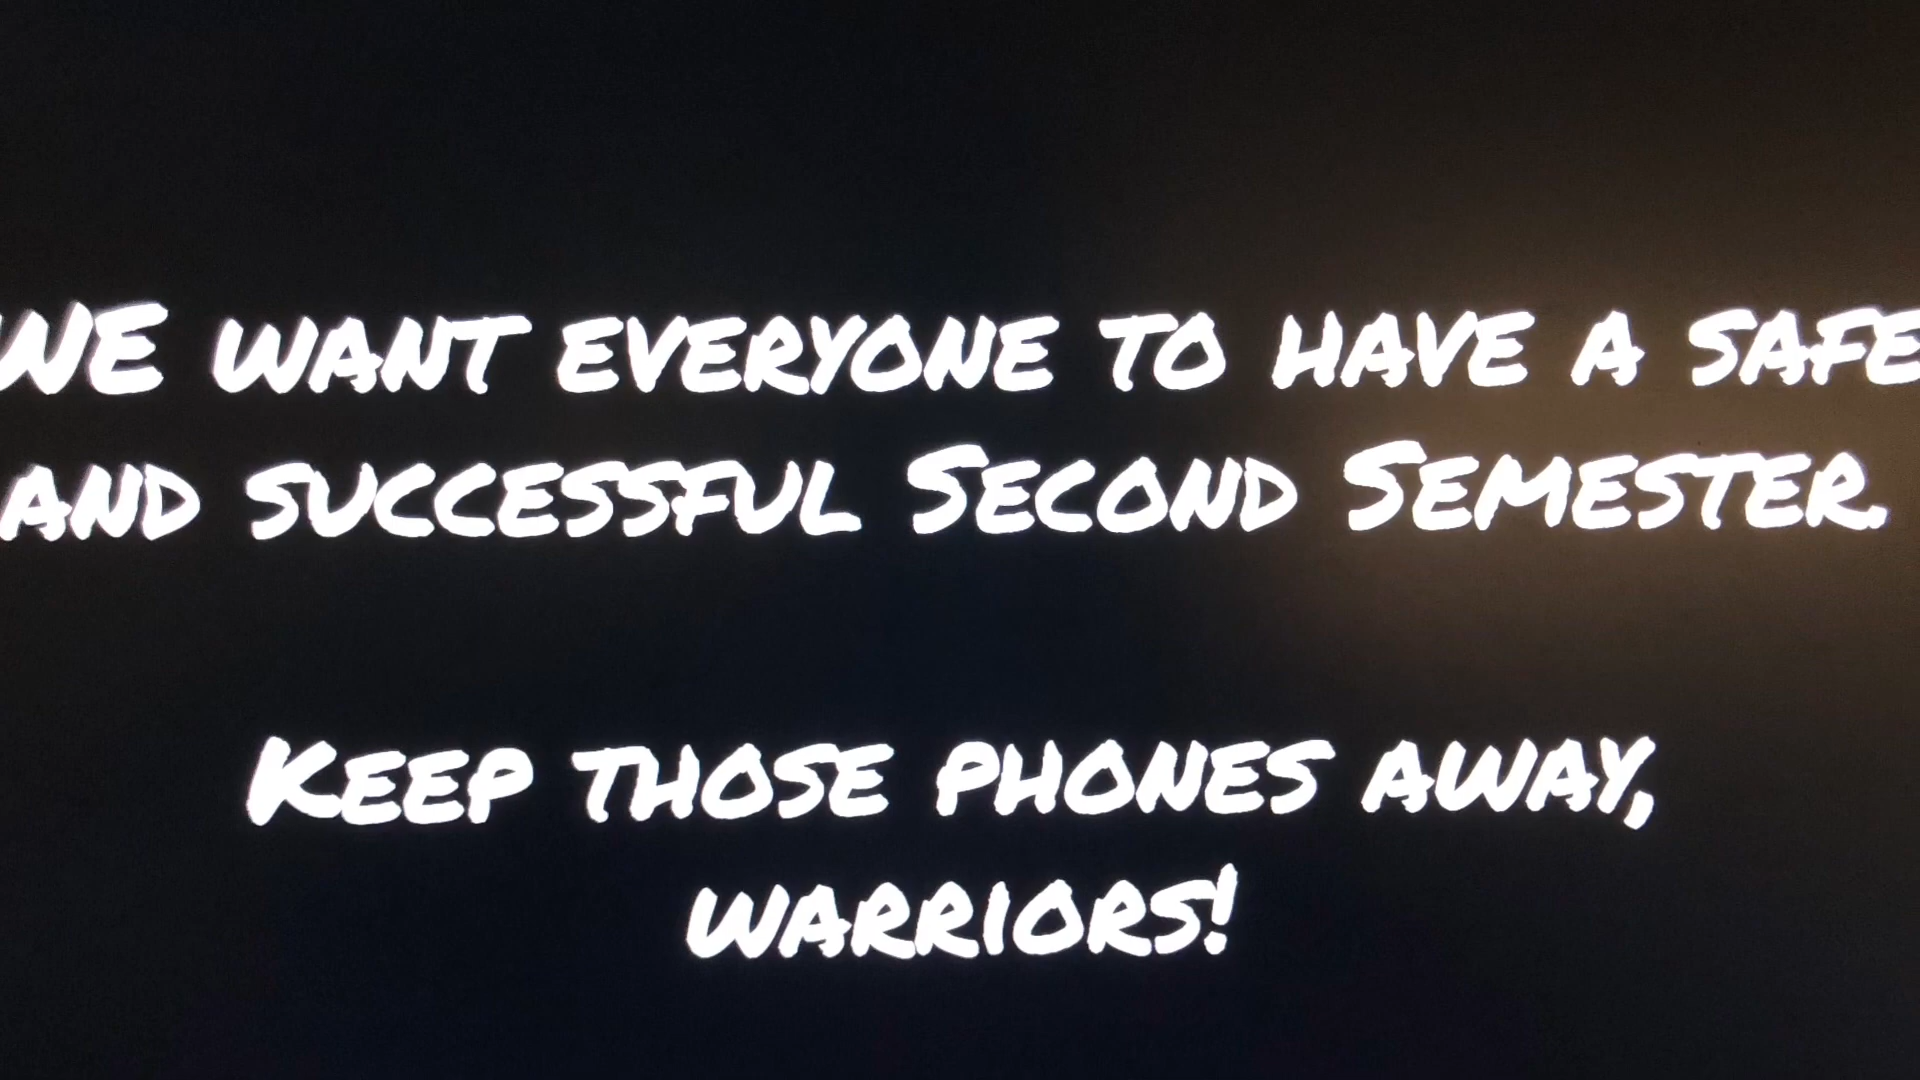 WE WANT EVERYONE TO HAVE A SAFE
AND SUCCESSFUL SECOND SEMESTER.
KEEP THOSE PHONES AWAY,
WARRIORS!